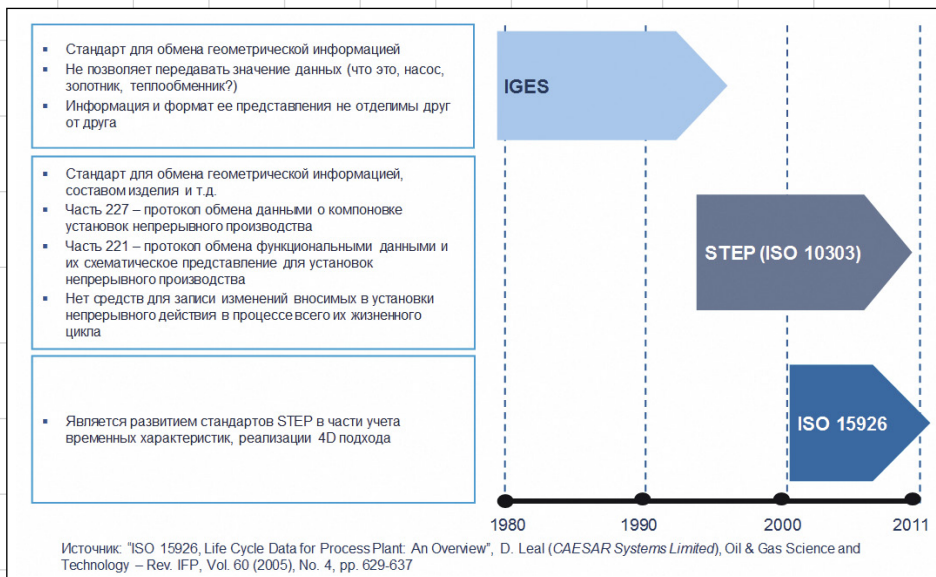 Стандарт для обмена геометрической информацией
Не позволяет передавать значение данных (что это, насос,
золотник, теплообменник?)
Информация и формат ее представления не отделимы друг
от друга
IGES
Стандарт для обмена геометрической информацией,
составом изделия и т.д.
Часть 227 – протокол обмена данными о компоновке
установок непрерывного производства
Часть 221 – протокол обмена функциональными данными и
их схематическое представление для установок
непрерывного производства
Нет средств для записи изменений вносимых в установки
непрерывного действия в процессе всего их жизненного
цикла
STEP (ISO 10303)
Является развитием стандартов STEP в части учета
временных характеристик, реализации 4D подхода
ISO 15926
1980 1990 2000 2011
Источник: "ISO 15926, Life Cycle Data for Process Plant: An Overview", D. Leal (CAESAR Systems Limited), Oil & Gas Science and
Technology – Rev. IFP, Vol. 60 (2005), No. 4, pp. 629-637